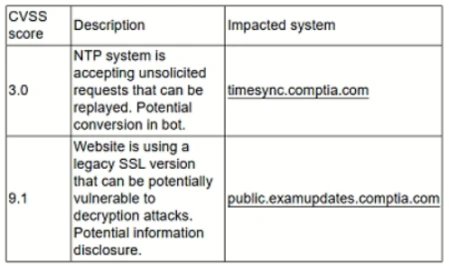 CVSS
score
Description
Impacted system
3.0
NTP system is
accepting unsolicited
requests that can be
replayed. Potential
conversion in bot.
timesync.comptia.com
9.1
Website is using a
legacy SSL version
that can be potentially
vulnerable to
decryption attacks.
Potential information
disclosure.
public.examupdates.comptia.com